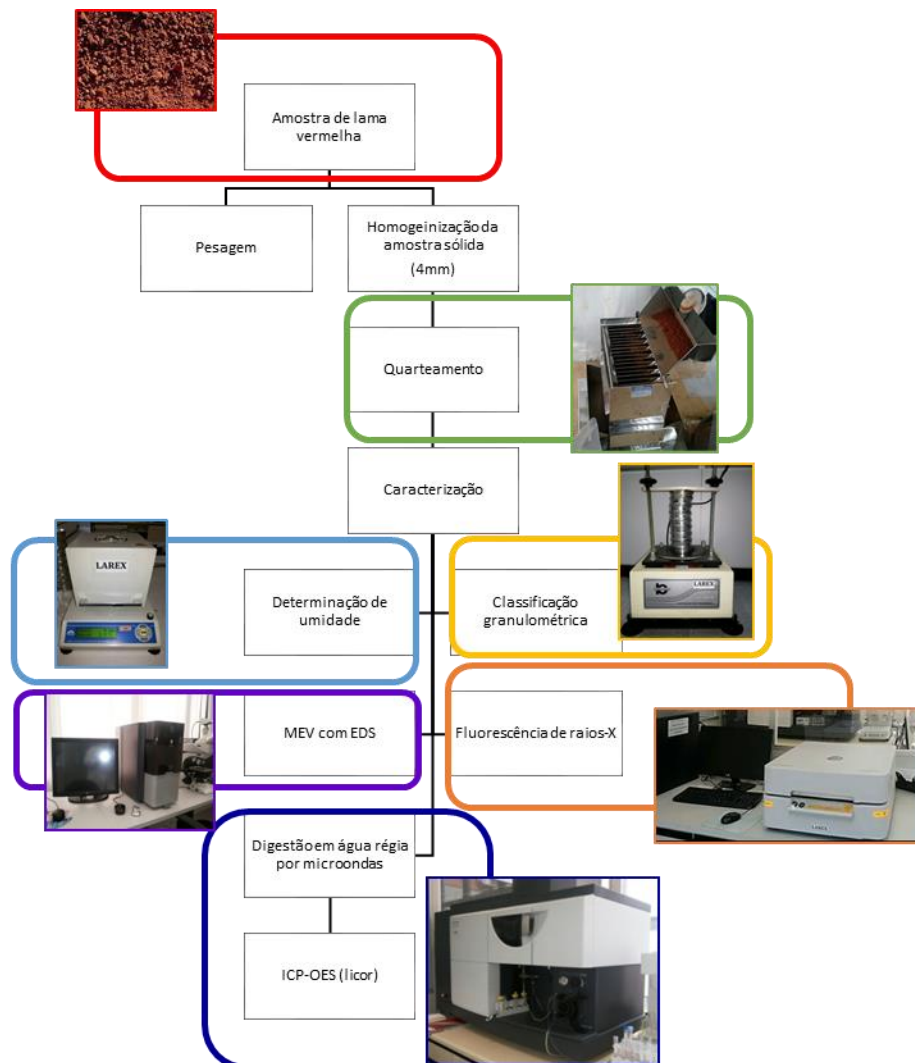 Amostra de lama
vermelha
Pesagem
Homogeinização da
amostra sólida
(4mm)
Quarteamento
Caracterização
LAREX
Determinação de
umidade
Classificação
granulométrica
LAREX
MEV com EDS
Fluorescência de raios-X
LAREX
Digestão em água régia
por microondas
ICP-OES (licor)